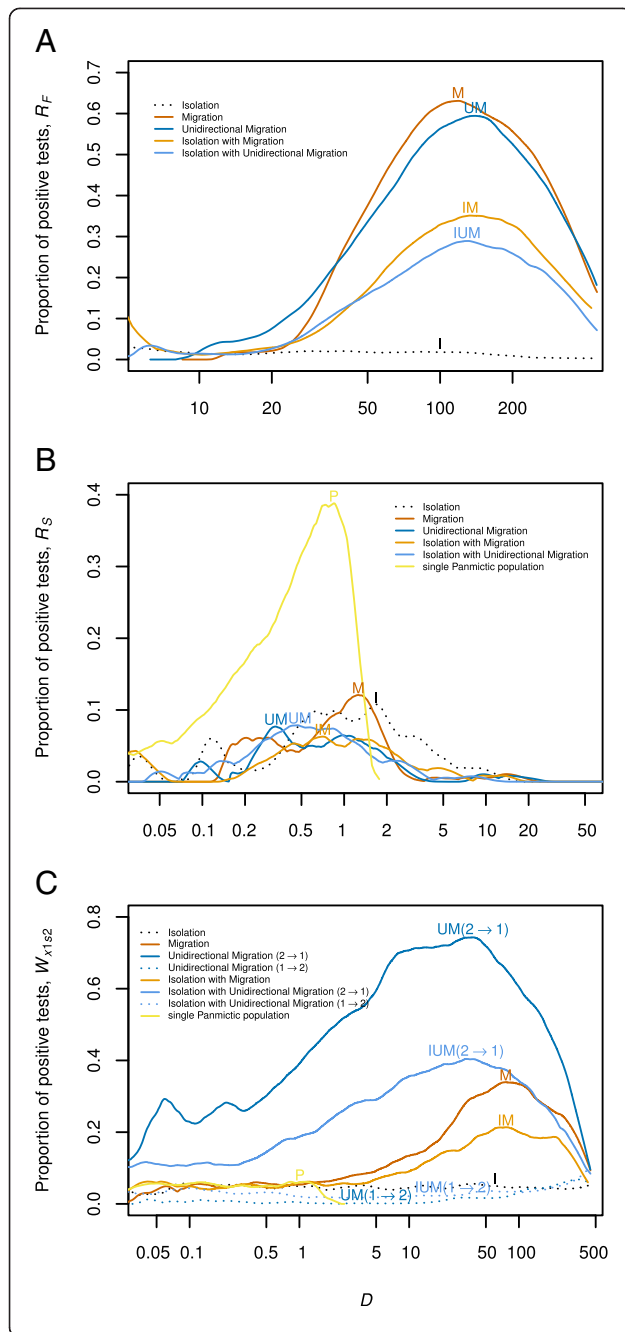 A
Proportion of positive tests, R_F
0.7
0.6
0.5
0.4
0.3
0.2
0.1
0.0
Isolation
Migration
Unidirectional Migration
Isolation with Migration
Isolation with Unidirectional Migration
M
UM
IM
IUM
I
10 20 50 100 200
B
Proportion of positive tests, R_S
0.4
0.3
0.2
0.1
0.0
Isolation
Migration
Unidirectional Migration
Isolation with Migration
Isolation with Unidirectional Migration
single Panmictic population
P
M
I
UM
IUM
IM
0.05 0.1 0.2 0.5 1 2 5 10 20 50
C
Proportion of positive tests, W_x1s2
0.8
0.6
0.4
0.2
0.0
Isolation
Migration
Unidirectional Migration (2 → 1)
Unidirectional Migration (1 → 2)
Isolation with Migration
Isolation with Unidirectional Migration (2 → 1)
Isolation with Unidirectional Migration (1 → 2)
single Panmictic population
UM(2 → 1)
IUM(2 → 1)
M
IM
P
I
UM(1 → 2)
IUM(1 → 2)
0.05 0.1 0.5 1 5 10 50 100 500
D